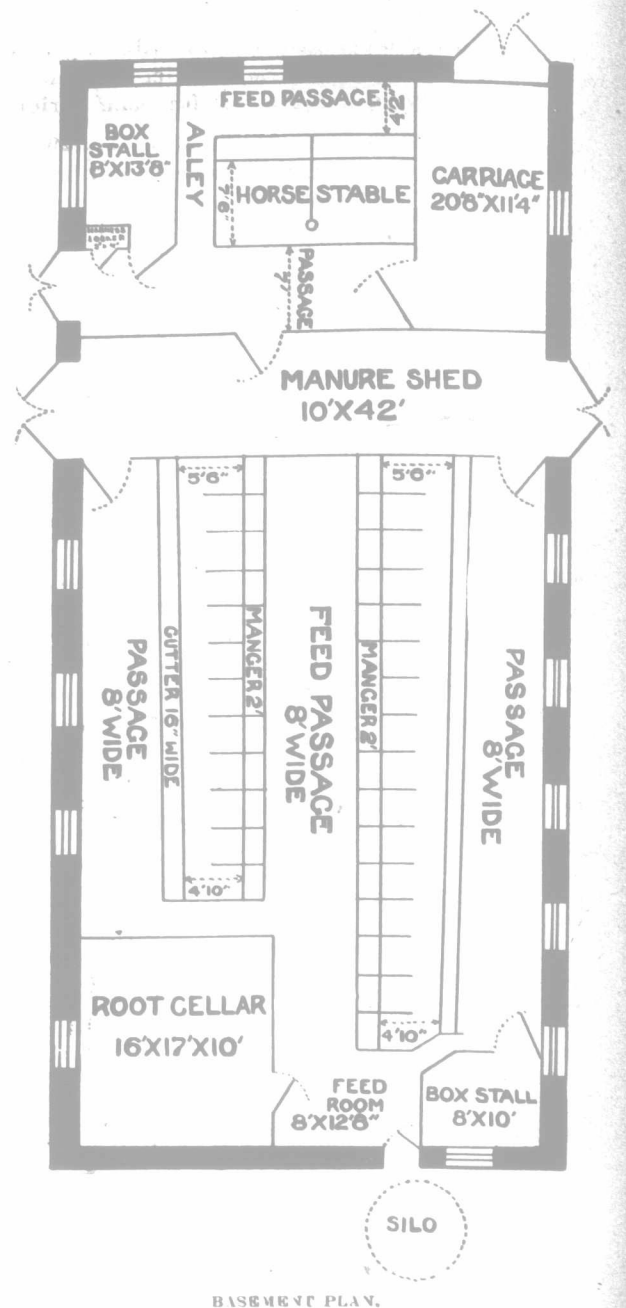 FEED PASSAGE
BOX
STALL
8'X13'8"
ALLEY
HORSE STABLE
7'6"
CARRIAGE
20'8"X11'4"
PASSAGE
7'
MANURE SHED
10'X42'
5'6"
5'6"
PASSAGE
8'WIDE
GUTTER 16" WIDE
MANGER 2'
FEED PASSAGE
8'WIDE
MANGER 2'
PASSAGE
8'WIDE
4'10"
4'10"
ROOT CELLAR
16'X17'X10'
FEED
ROOM
8'X12'8"
BOX STALL
8'X10'
SILO
BASEMENT PLAN.